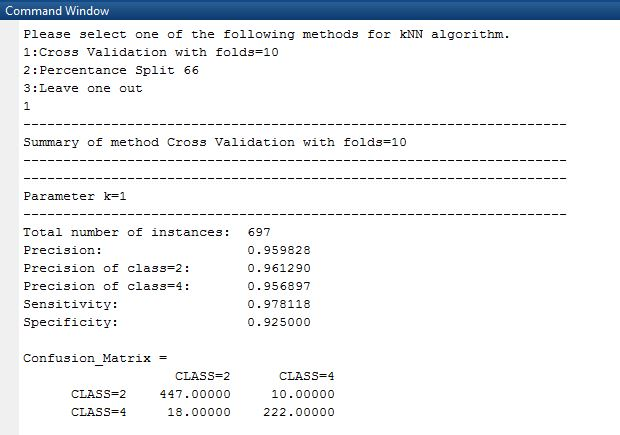 Command Window
Please select one of the following methods for kNN algorithm.
1:Cross Validation with folds=10
2:Percentance Split 66
3:Leave one out
1
--------------------------------------------------------------------
Summary of method Cross Validation with folds=10
--------------------------------------------------------------------
--------------------------------------------------------------------
Parameter k=1
--------------------------------------------------------------------
Total number of instances: 697
Precision: 0.959828
Precision of class=2: 0.961290
Precision of class=4: 0.956897
Sensitivity: 0.978118
Specificity: 0.925000
Confusion_Matrix =
CLASS=2 CLASS=4
CLASS=2 447.00000 10.00000
CLASS=4 18.00000 222.00000